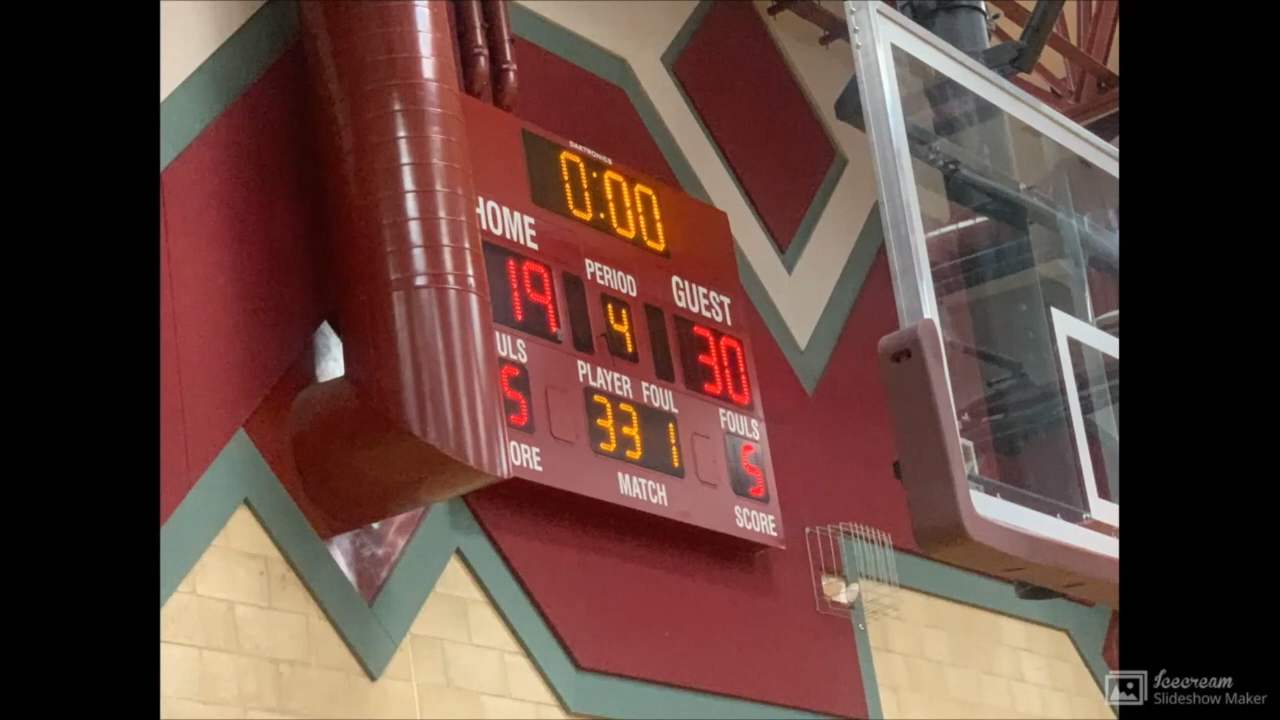 DAKTRONICS
0:00
HOME
PERIOD
GUEST
19
4
30
ULS
PLAYER FOUL
FOULS
5
33 1
5
ORE
MATCH
SCORE
Icecream
Slideshow Maker